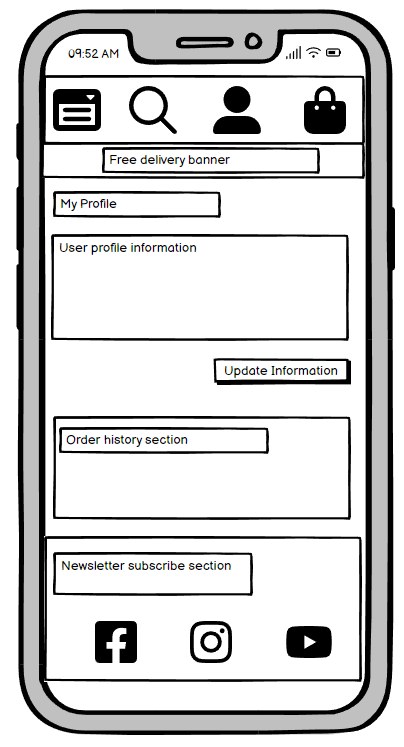 09:52 AM
Free delivery banner
My Profile
User profile information
Update Information
Order history section
Newsletter subscribe section